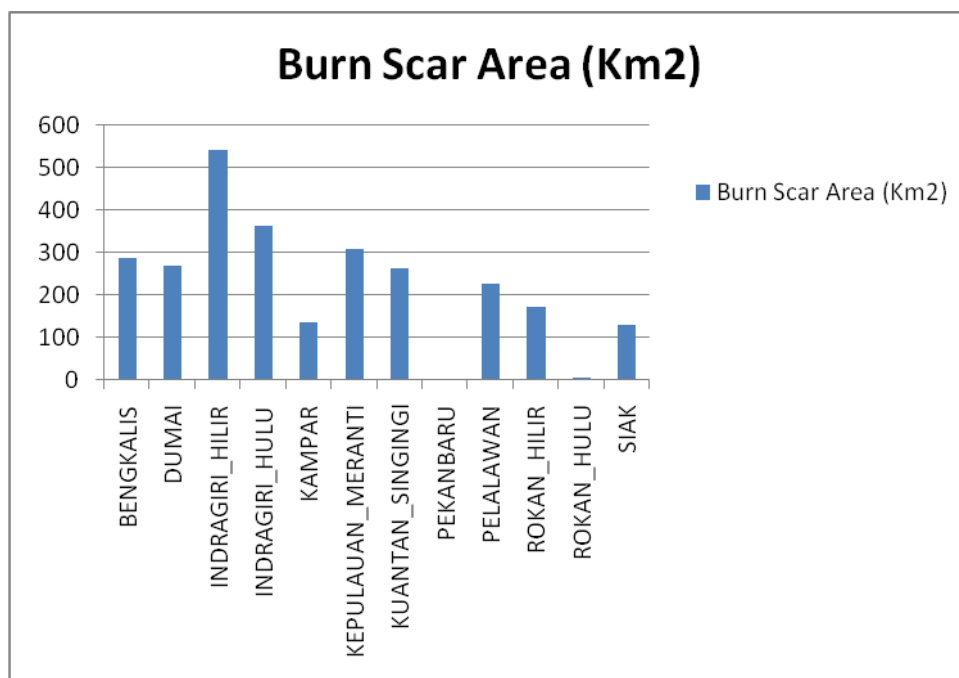 Burn Scar Area (Km2)
600
500
400
300
200
100
0
Burn Scar Area (Km2)
BENGKALIS
DUMAI
INDRAGIRI_HILIR
INDRAGIRI_HULU
KAMPAR
KEPULAUAN_MERANTI
KUANTAN_SINGINGI
PEKANBARU
PELALAWAN
ROKAN_HILIR
ROKAN_HULU
SIAK